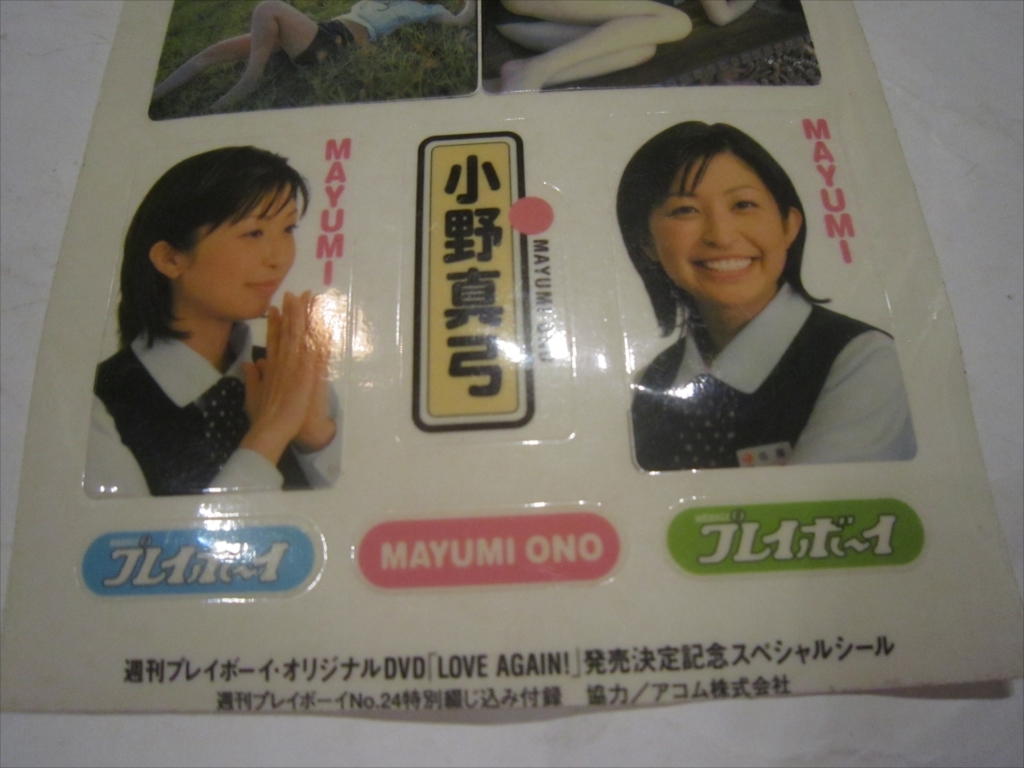 MAYUMI
小野真弓
MAYUMI ONO
MAYUMI
プレイボーイ
MAYUMI ONO
プレイボーイ
週刊プレイボーイ・オリジナルDVD「LOVE AGAIN!」発売決定記念スペシャルシール
週刊プレイボーイNo.24特別綴じ込み付録 協力／アコム株式会社